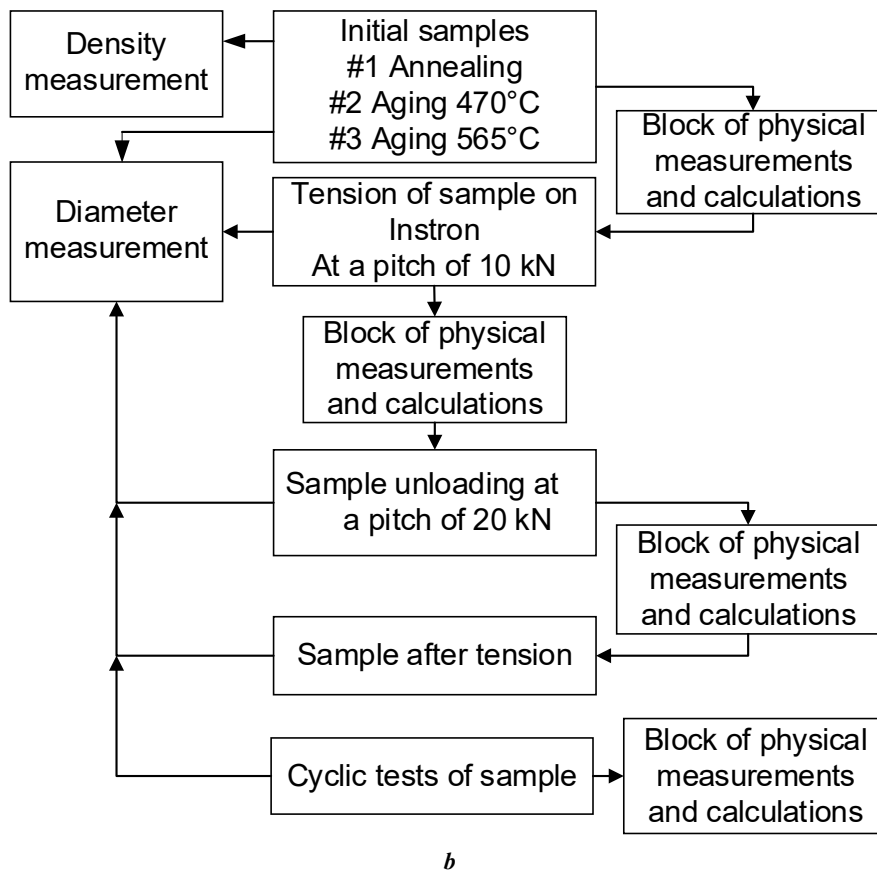 Density
measurement
Initial samples
#1 Annealing
#2 Aging 470°C
#3 Aging 565°C
Block of physical
measurements
and calculations
Diameter
measurement
Tension of sample on
Instron
At a pitch of 10 kN
Block of physical
measurements
and calculations
Sample unloading at
a pitch of 20 kN
Block of physical
measurements
and calculations
Sample after tension
Cyclic tests of sample
Block of physical
measurements
and calculations
b